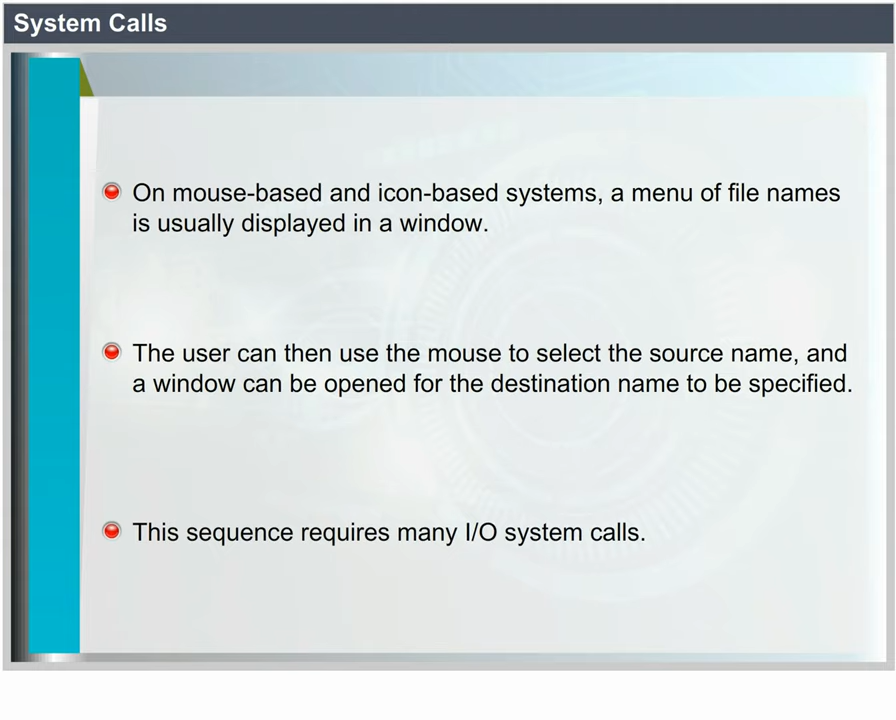 System Calls
On mouse-based and icon-based systems, a menu of file names
is usually displayed in a window.
The user can then use the mouse to select the source name, and
a window can be opened for the destination name to be specified.
This sequence requires many I/O system calls.